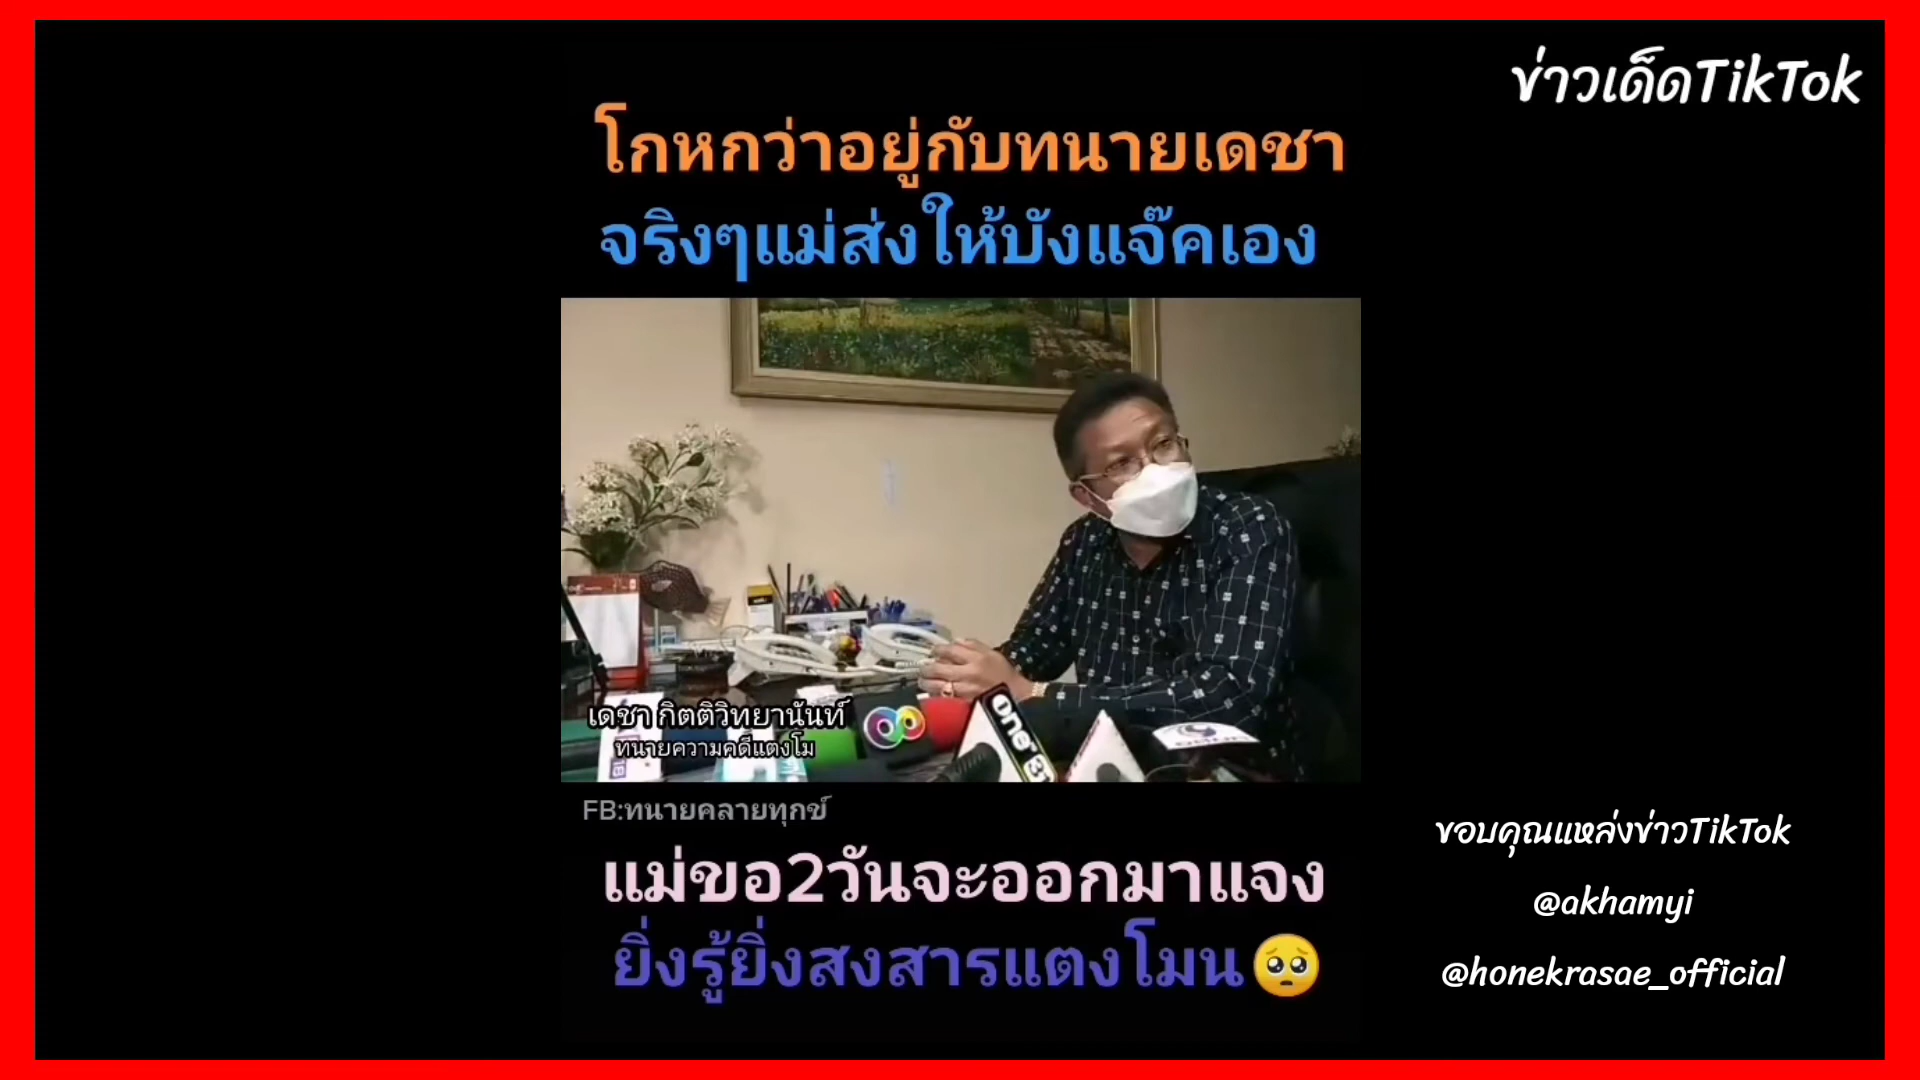 ข่าวเด็ดTikTok
โกหกว่าอยู่กับทนายเดชา
จริงๆแม่ส่งให้บังแจ๊คเอง
เดชา กิตติวิทยานันท์
ทนายความคดีแตงโม
one31
18
FB:ทนายคลายทุกข์
แม่ขอ2วันจะออกมาแจง
ยิ่งรู้ยิ่งสงสารแตงโมน🥺
ขอบคุณแหล่งข่าวTikTok
@akhamyi
@honekrasae_official